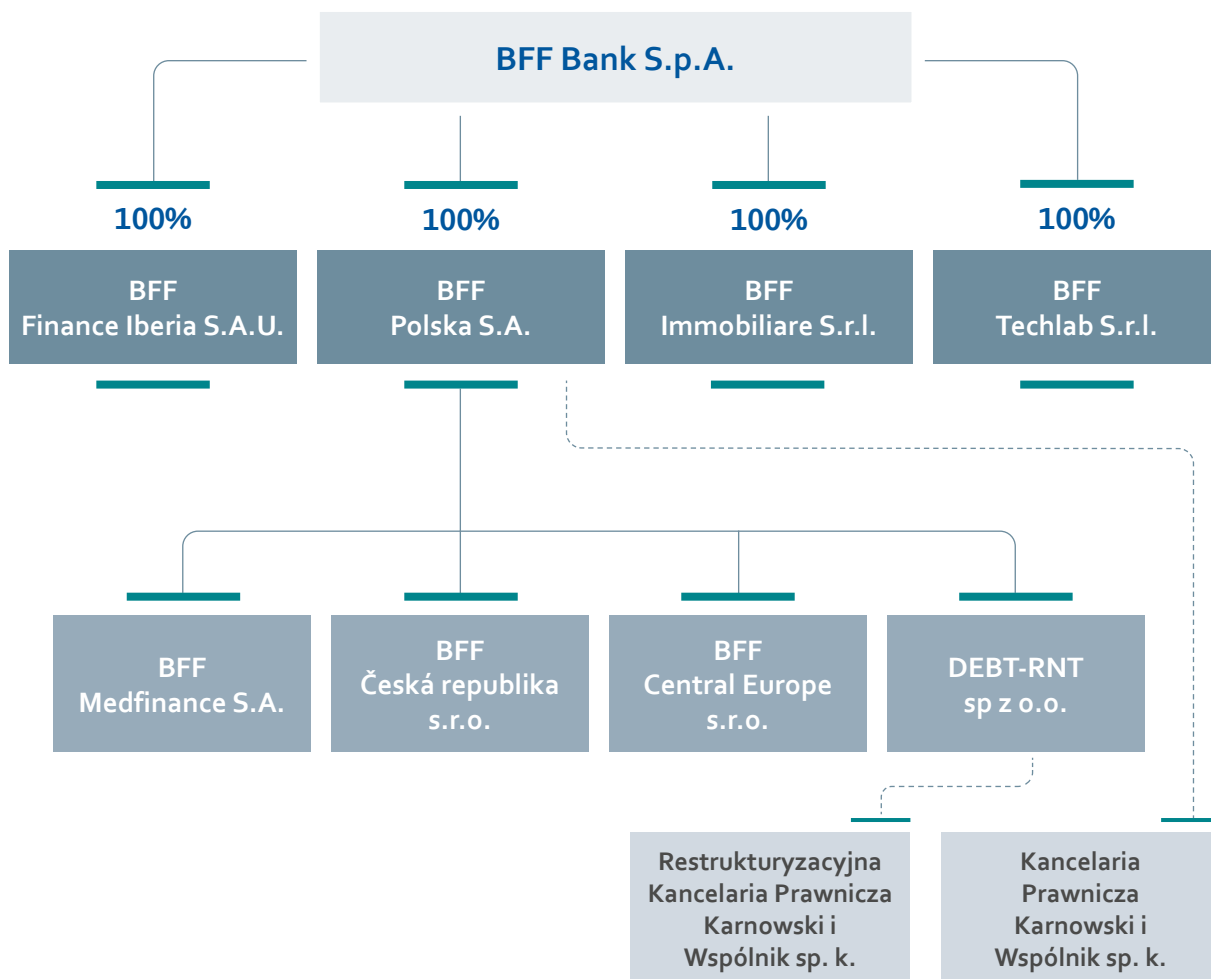 BFF Bank S.p.A.
100%
100%
100%
100%
BFF
Finance Iberia S.A.U.
BFF
Polska S.A.
BFF
Immobiliare S.r.l.
BFF
Techlab S.r.l.
BFF
Medfinance S.A.
BFF
Česká republika
s.r.o.
BFF
Central Europe
s.r.o.
DEBT-RNT
sp z o.o.
Restrukturyzacyjna
Kancelaria Prawnicza
Karnowski i
Wspólnik sp. k.
Kancelaria
Prawnicza
Karnowski i
Wspólnik sp. k.